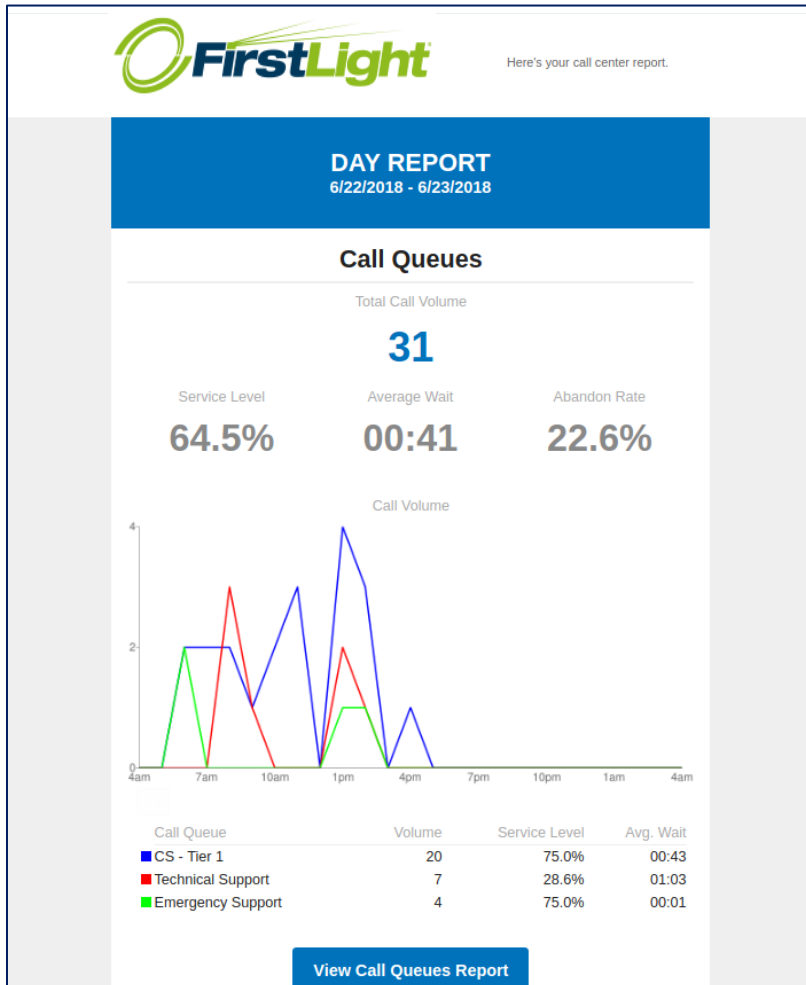 FirstLight
Here's your call center report.
DAY REPORT
6/22/2018 - 6/23/2018
Call Queues
Total Call Volume
31
Service Level Average Wait Abandon Rate
64.5% 00:41 22.6%
Call Volume
4
2
0
4am 7am 10am 1pm 4pm 7pm 10pm 1am 4am
Call Queue Volume Service Level Avg. Wait
CS - Tier 1 20 75.0% 00:43
Technical Support 7 28.6% 01:03
Emergency Support 4 75.0% 00:01
View Call Queues Report